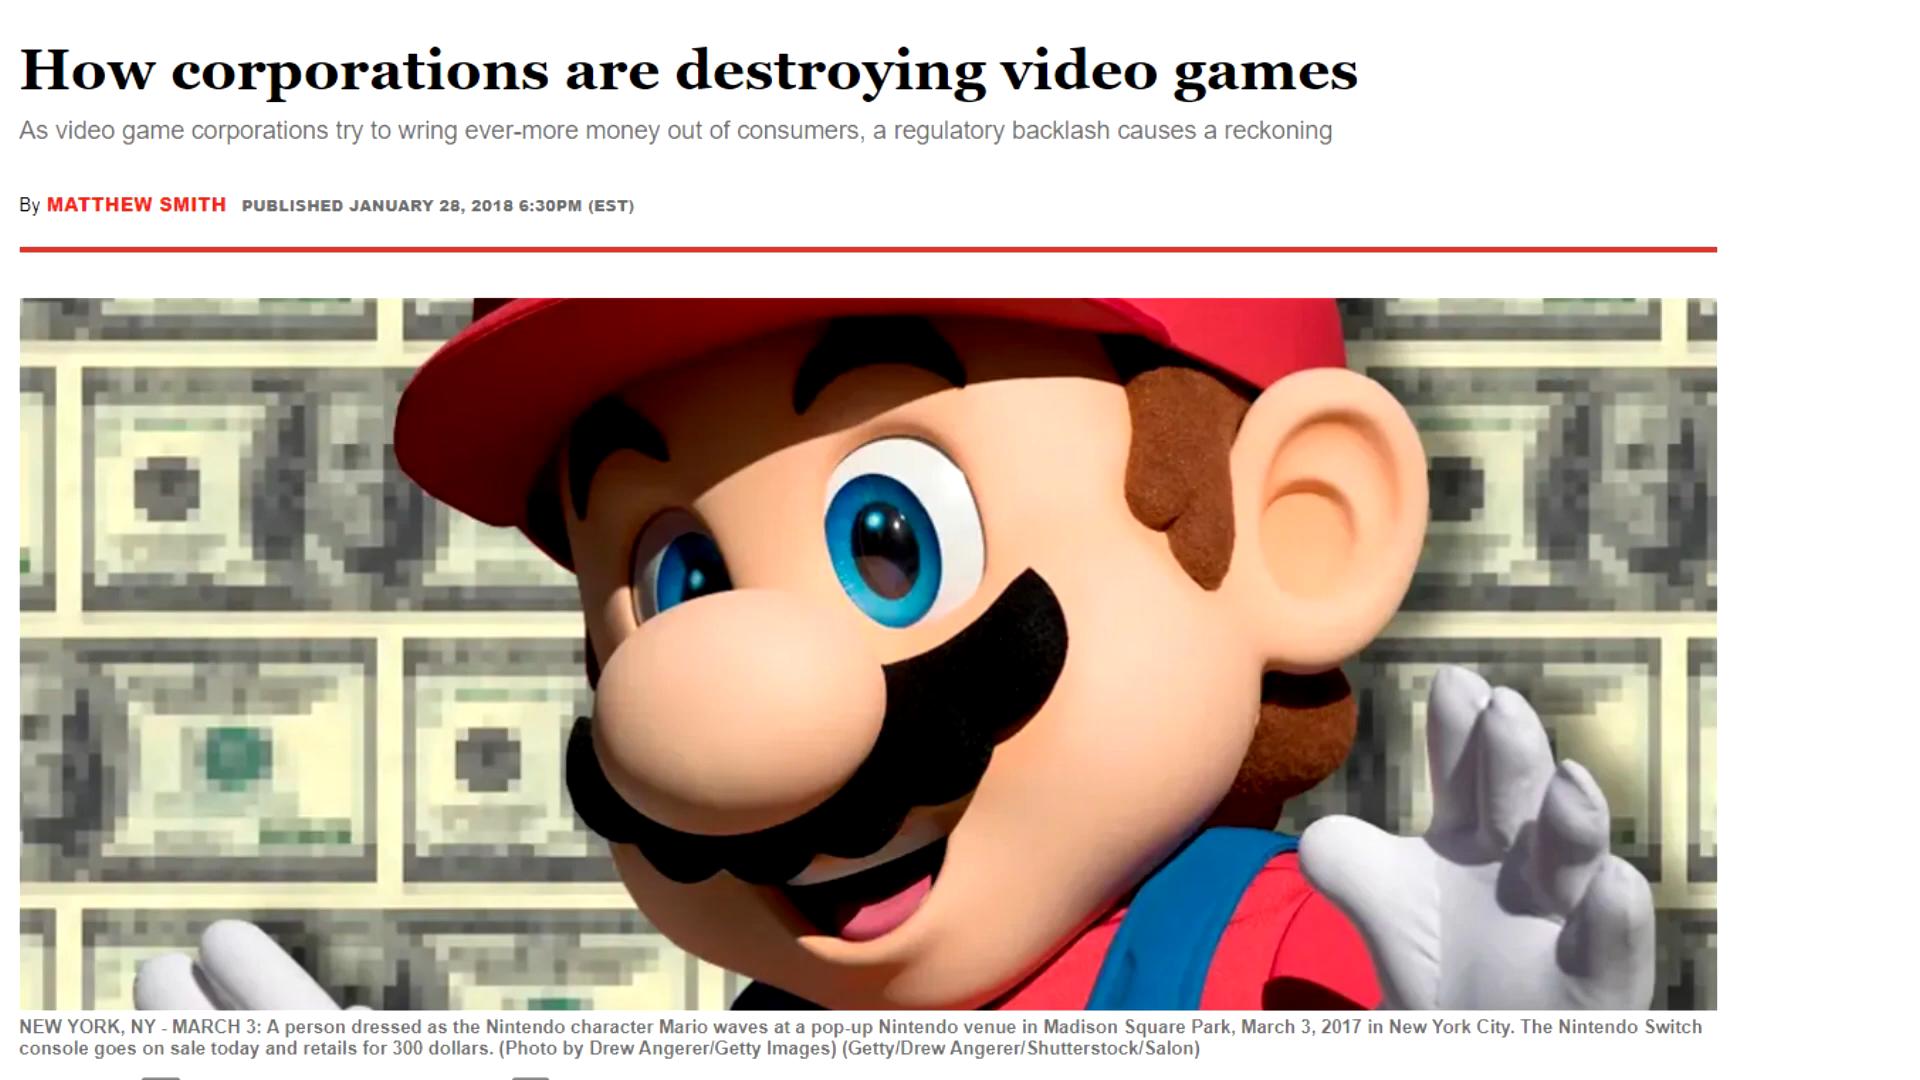 How corporations are destroying video games
As video game corporations try to wring ever-more money out of consumers, a regulatory backlash causes a reckoning
By MATTHEW SMITH PUBLISHED JANUARY 28, 2018 6:30PM (EST)
NEW YORK, NY - MARCH 3: A person dressed as the Nintendo character Mario waves at a pop-up Nintendo venue in Madison Square Park, March 3, 2017 in New York City. The Nintendo Switch
console goes on sale today and retails for 300 dollars. (Photo by Drew Angerer/Getty Images) (Getty/Drew Angerer/Shutterstock/Salon)